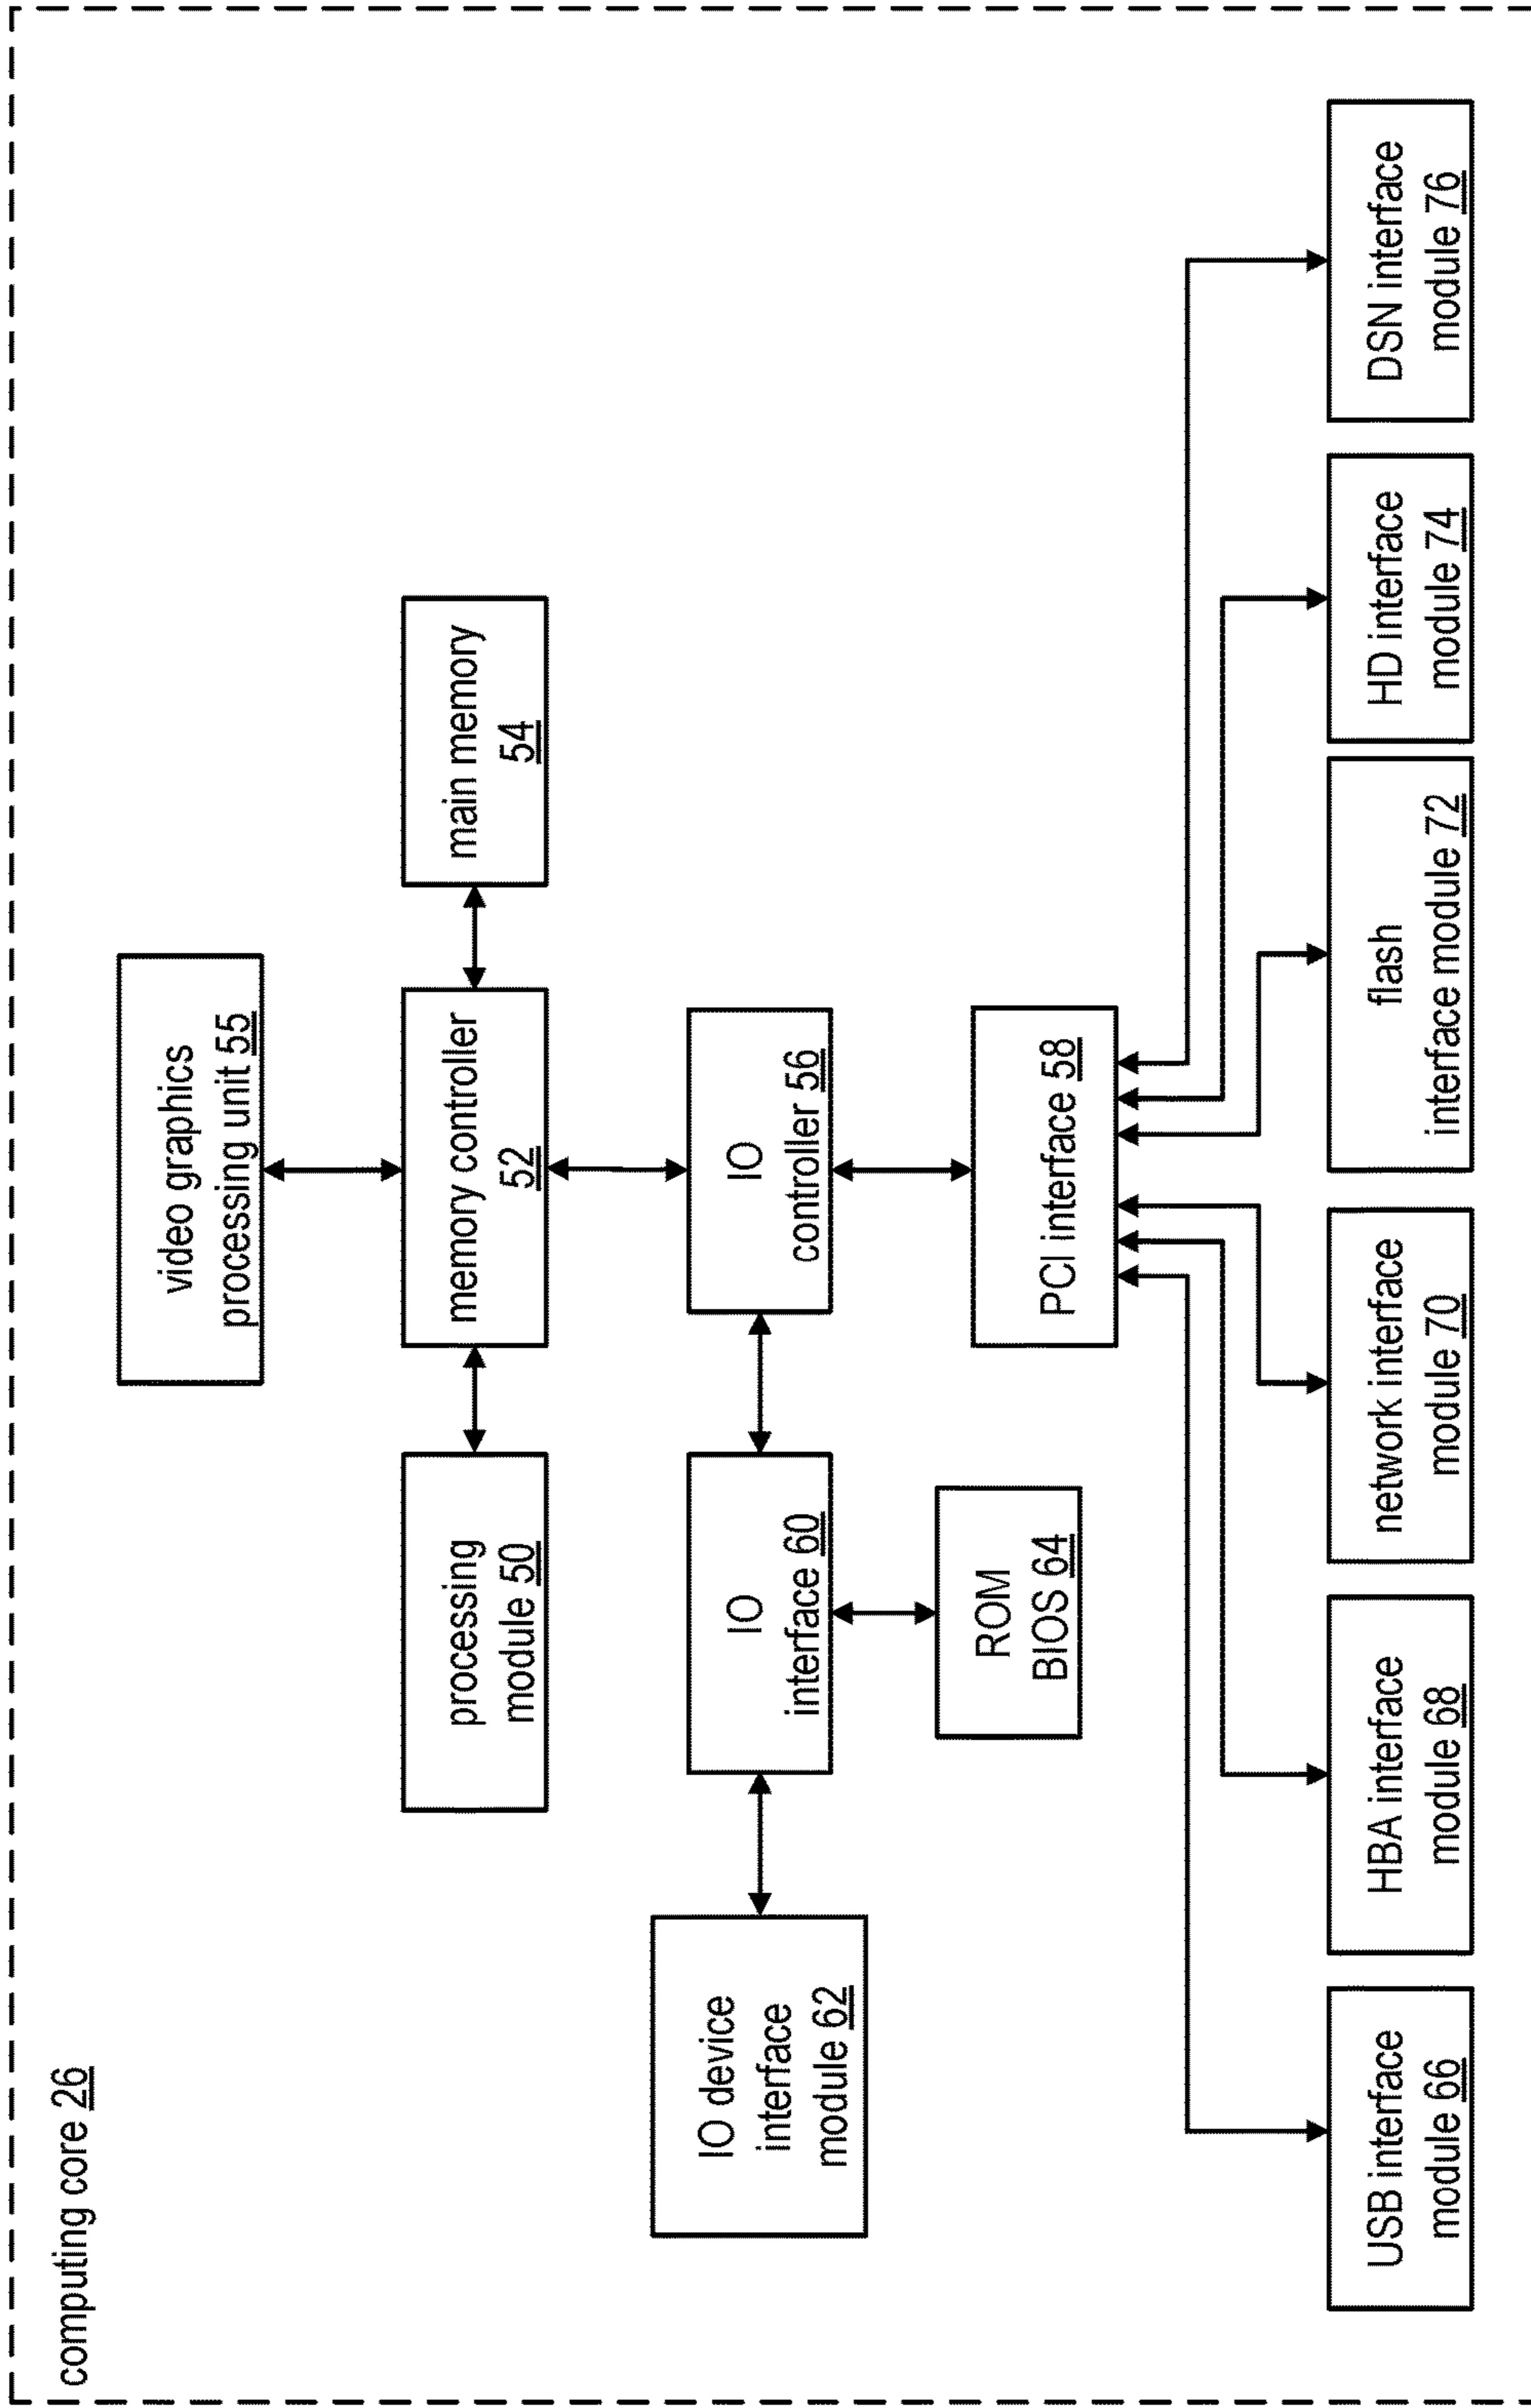 computing core 26
video graphics
processing unit 55
processing
module 50
memory controller
52
main memory
54
IO device
interface
module 62
IO
interface 60
IO
controller 56
ROM
BIOS 64
PCI interface 58
USB interface
module 66
HBA interface
module 68
network interface
module 70
flash
interface module 72
HD interface
module 74
DSN interface
module 76